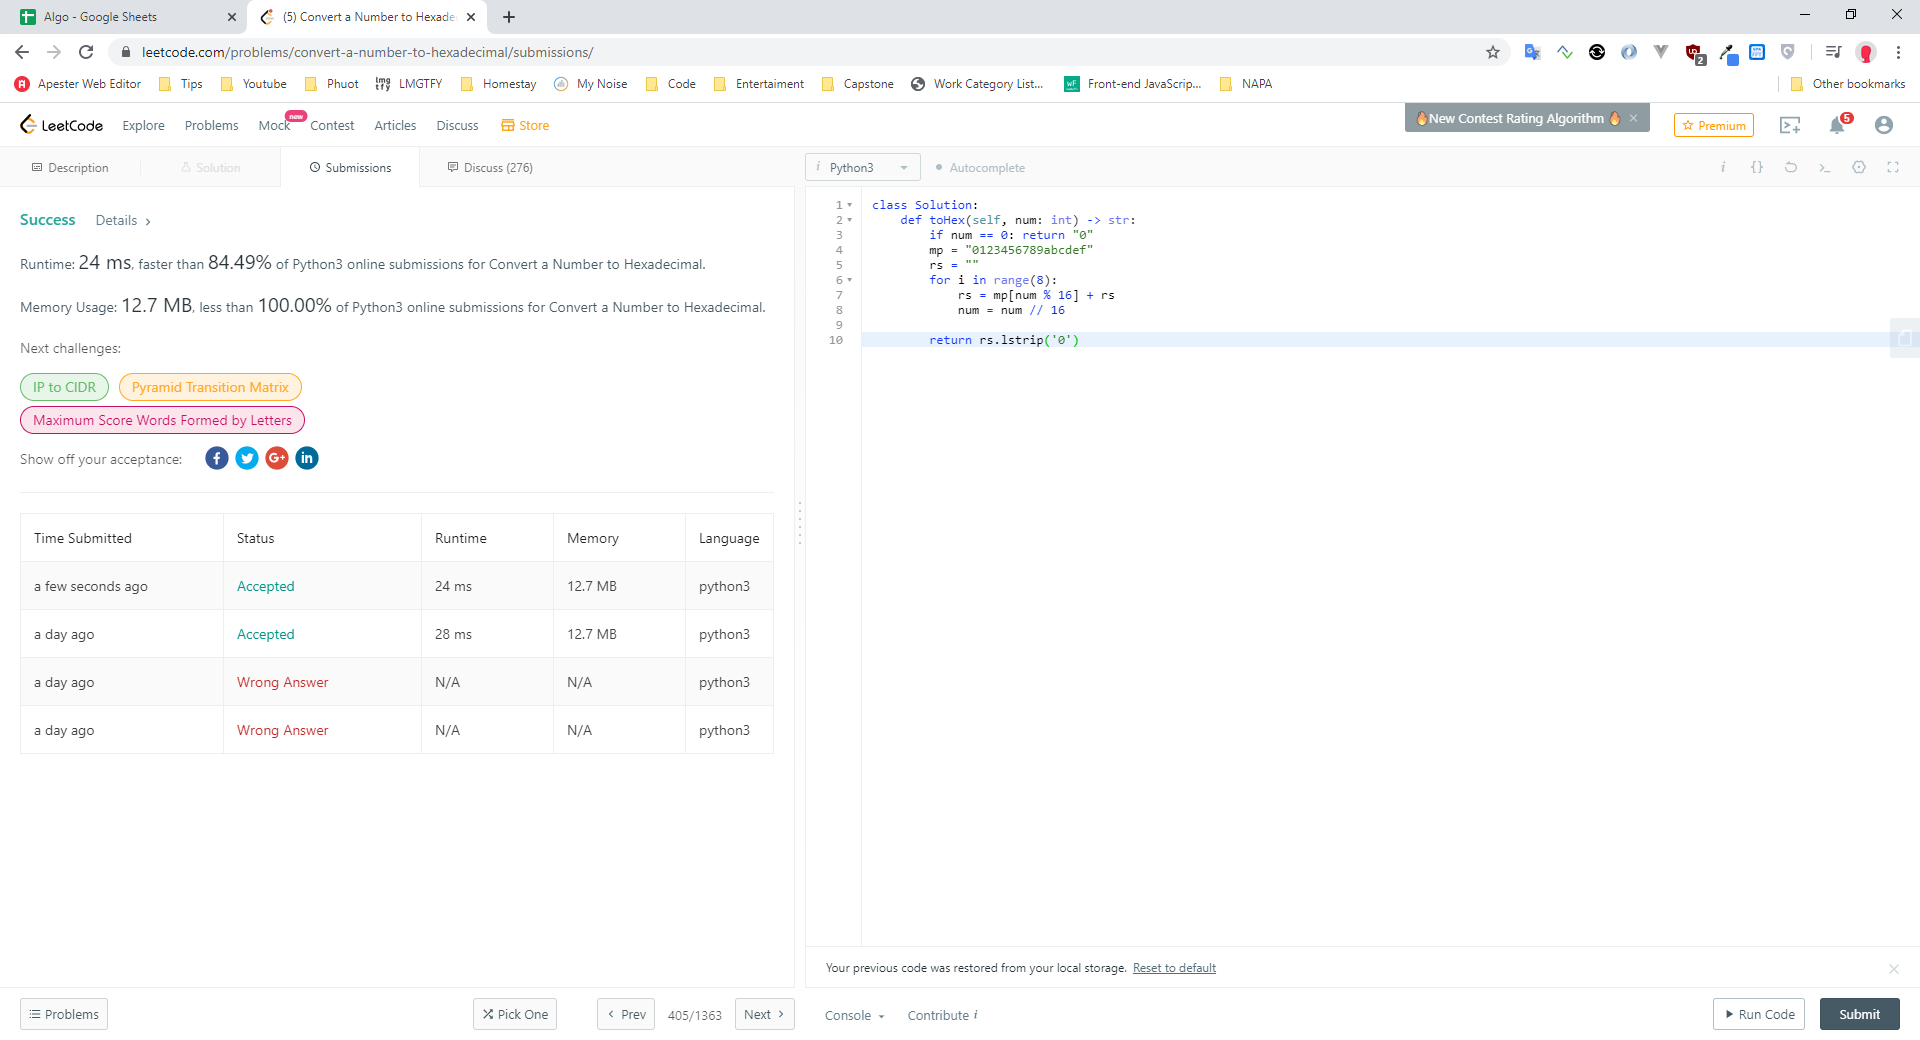 Algo - Google Sheets
(5) Convert a Number to Hexade
leetcode.com/problems/convert-a-number-to-hexadecimal/submissions/
2
Apester Web Editor Tips Youtube Phuot LMGTFY Homestay My Noise Code Entertaiment Capstone Work Category List... Front-end JavaScrip... NAPA Other bookmarks
LeetCode Explore Problems Mock new Contest Articles Discuss Store
🔥New Contest Rating Algorithm 🔥 ×
Premium
5
Description Solution Submissions Discuss (276)
i Python3 Autocomplete
Success Details >
Runtime: 24 ms, faster than 84.49% of Python3 online submissions for Convert a Number to Hexadecimal.
Memory Usage: 12.7 MB, less than 100.00% of Python3 online submissions for Convert a Number to Hexadecimal.
Next challenges:
IP to CIDR Pyramid Transition Matrix
Maximum Score Words Formed by Letters
Show off your acceptance:
Time Submitted Status Runtime Memory Language
a few seconds ago Accepted 24 ms 12.7 MB python3
a day ago Accepted 28 ms 12.7 MB python3
a day ago Wrong Answer N/A N/A python3
a day ago Wrong Answer N/A N/A python3
1 class Solution:
2     def toHex(self, num: int) -> str:
3         if num == 0: return "0"
4         mp = "0123456789abcdef"
5         rs = ""
6         for i in range(8):
7             rs = mp[num % 16] + rs
8             num = num // 16
9
10         return rs.lstrip('0')
Your previous code was restored from your local storage. Reset to default
Problems Pick One < Prev 405/1363 Next > Console Contribute i Run Code Submit